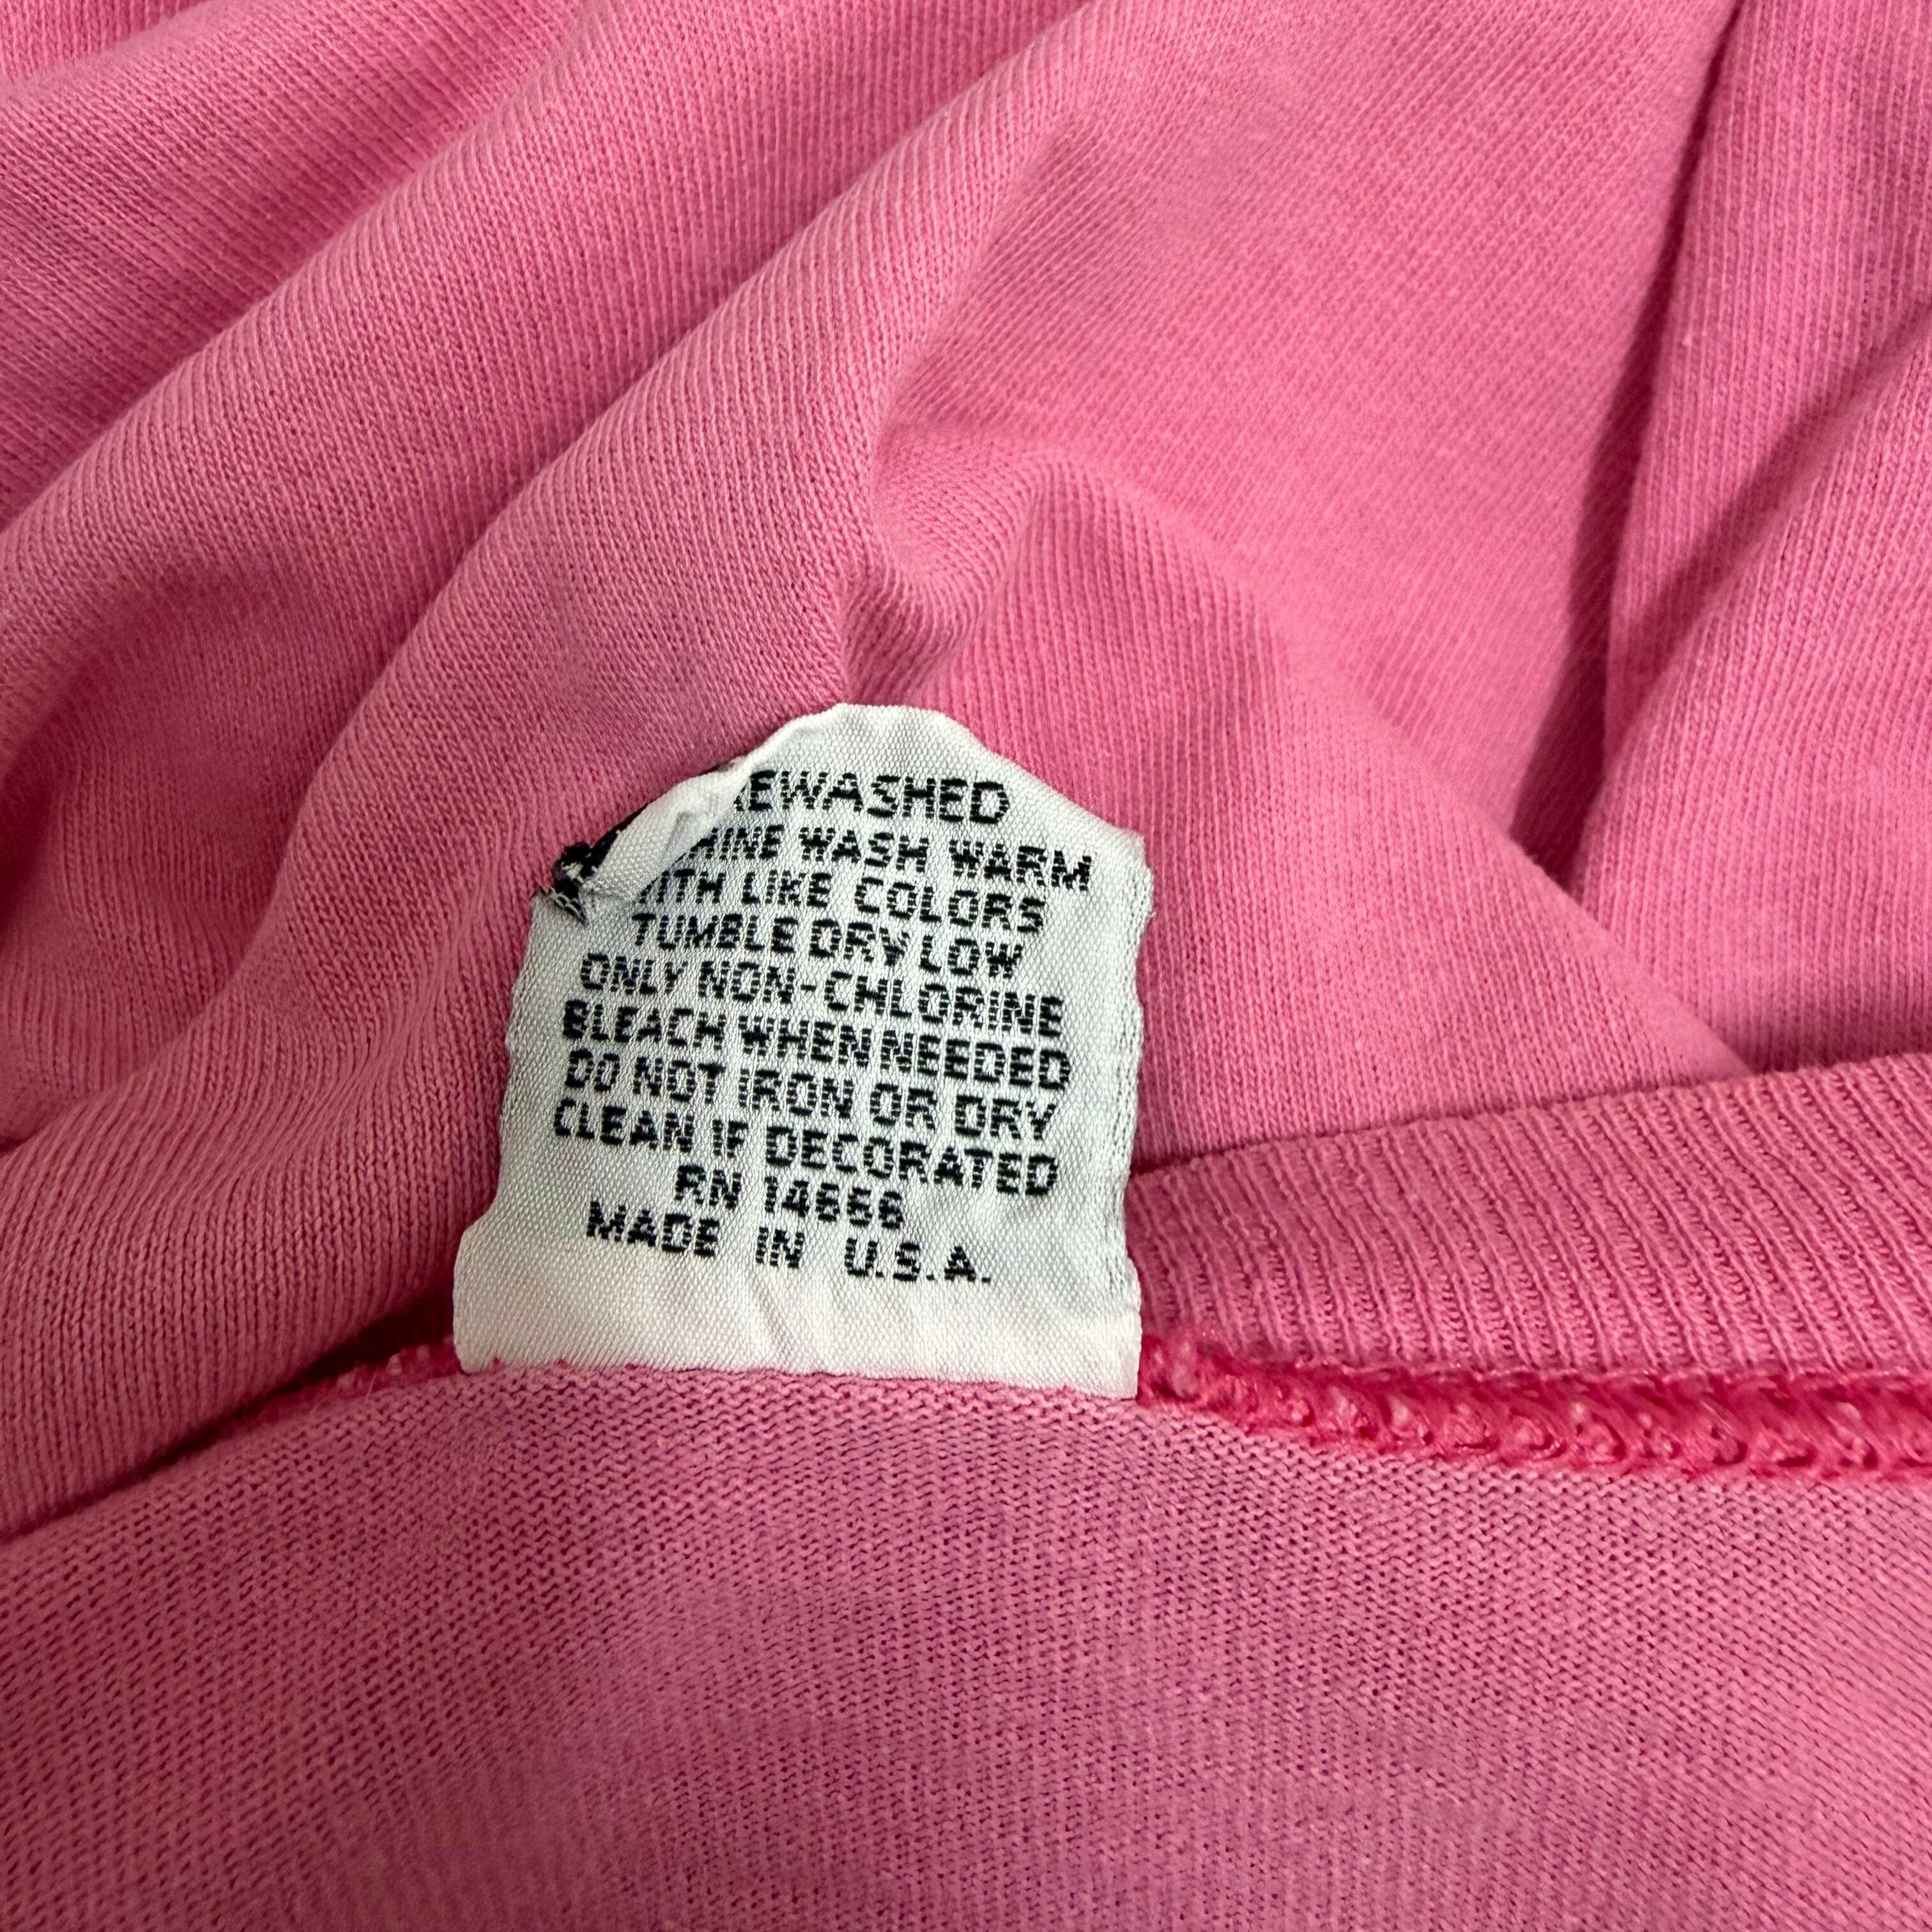 REWASHED
HINE WASH WARM
WITH LIKE COLORS
TUMBLE DRY LOW
ONLY NON-CHLORINE
BLEACH WHEN NEEDED
DO NOT IRON OR DRY
CLEAN IF DECORATED
RN 14666
MADE IN U.S.A.